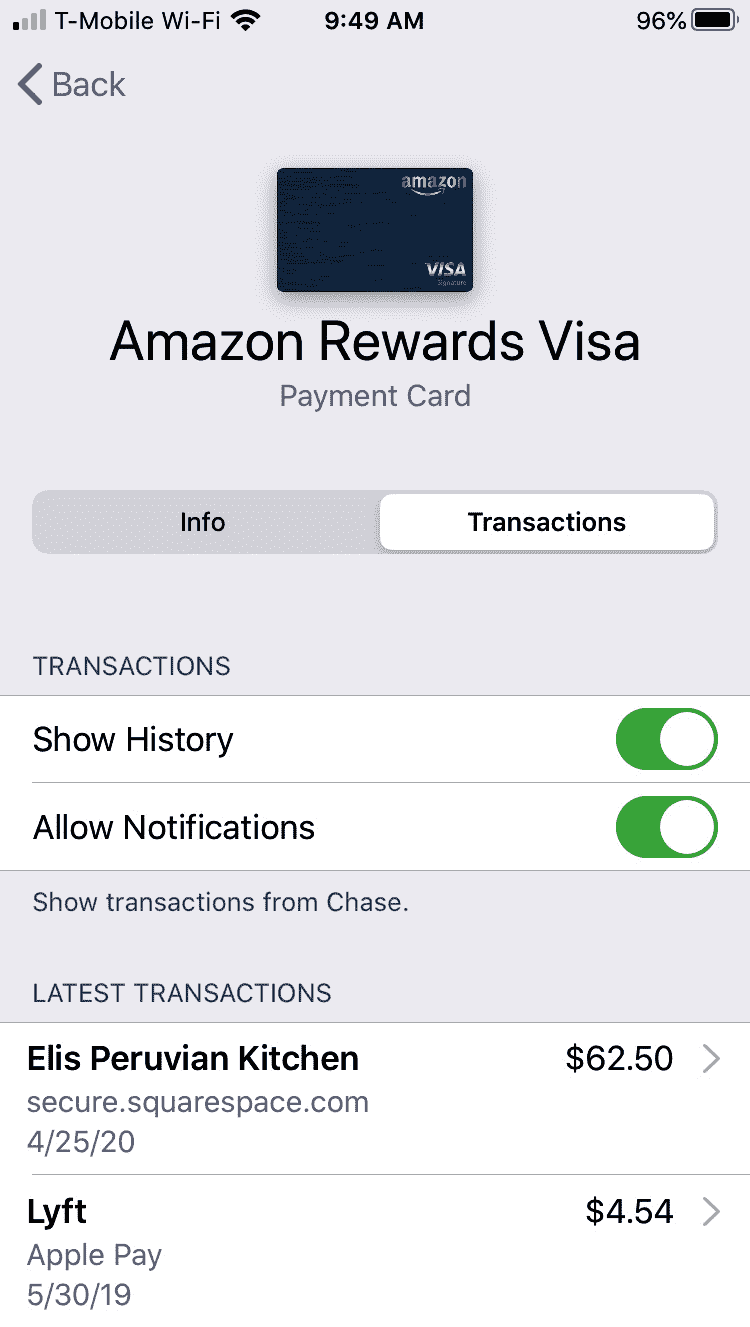 T-Mobile Wi-Fi 9:49 AM 96%
Back
amazon
VISA
Signature
Amazon Rewards Visa
Payment Card
Info Transactions
TRANSACTIONS
Show History
Allow Notifications
Show transactions from Chase.
LATEST TRANSACTIONS
Elis Peruvian Kitchen $62.50
secure.squarespace.com
4/25/20
Lyft $4.54
Apple Pay
5/30/19